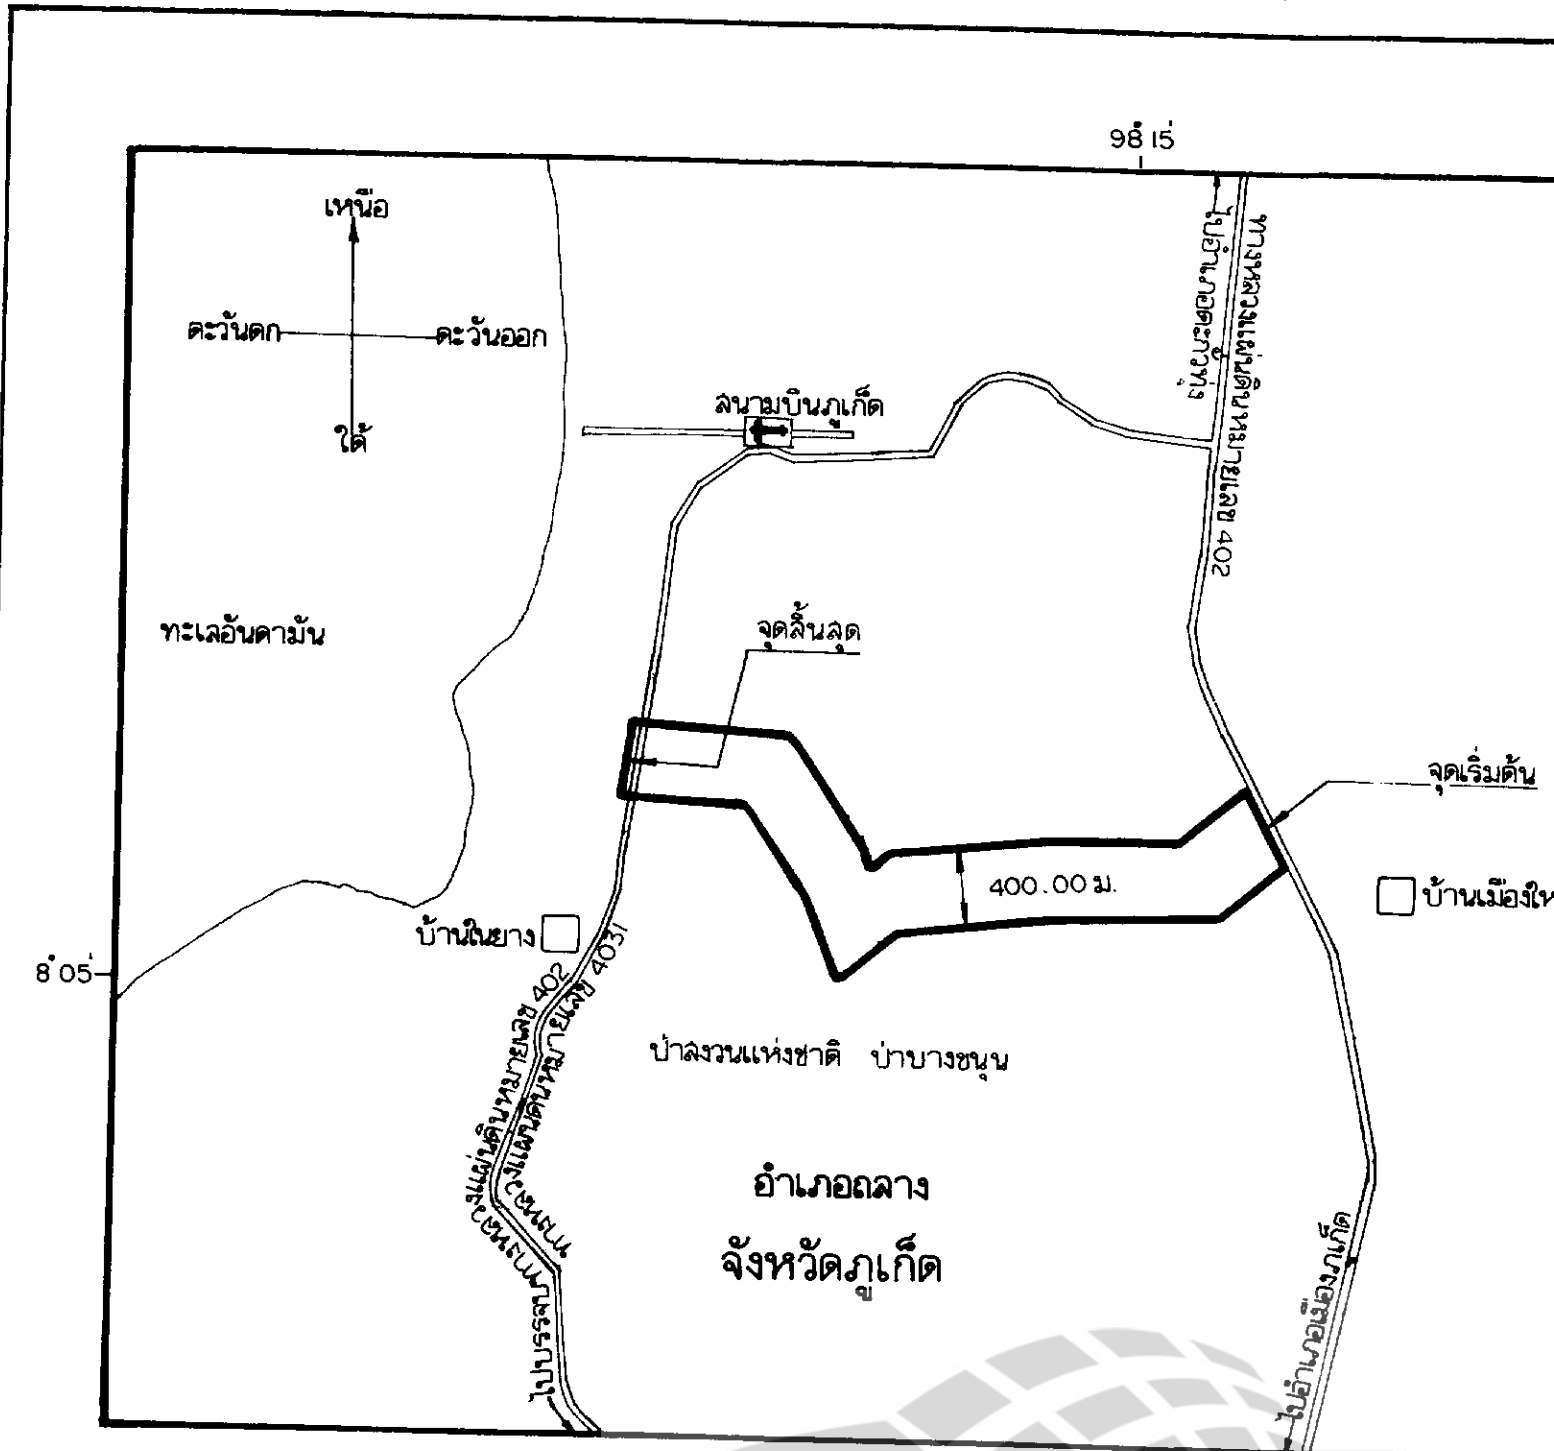 98° 15'
เหนือ
ตะวันตก
ตะวันออก
ใต้
ไปอำเภอตะกั่วทุ่ง
ทางหลวงแผ่นดินหมายเลข 402
สนามบินภูเก็ต
ทะเลอันดามัน
จุดสิ้นสุด
จุดเริ่มต้น
400.00 ม.
บ้านเมืองให
บ้านในยาง
8° 05'
ป่าสงวนแห่งชาติ ป่าบางขนุน
ไปบรรจบทางหลวงแผ่นดินหมายเลข 402
ทางหลวงแผ่นดินหมายเลข 4031
อำเภอถลาง
จังหวัดภูเก็ต
ไปอำเภอเมืองภูเก็ต